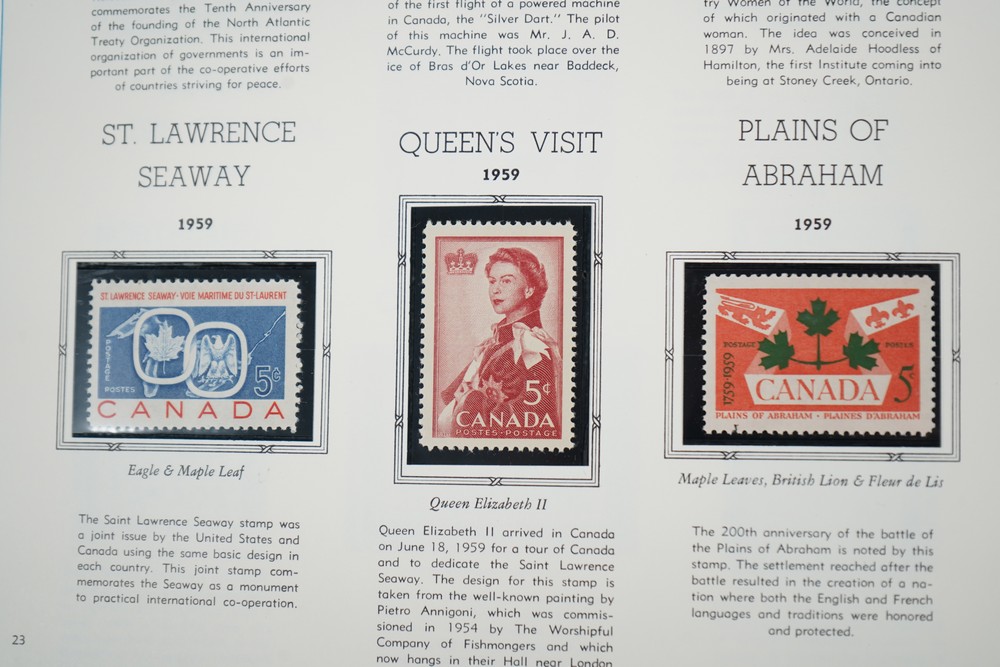 commemorates the Tenth Anniversary
of the founding of the North Atlantic
Treaty Organization. This international
organization of governments is an im-
portant part of the co-operative efforts
of countries striving for peace.
of the first flight of a powered machine
in Canada, the "Silver Dart." The pilot
of this machine was Mr. J. A. D.
McCurdy. The flight took place over the
ice of Bras d'Or Lakes near Baddeck,
Nova Scotia.
try Women of the World, the concept
of which originated with a Canadian
woman. The idea was conceived in
1897 by Mrs. Adelaide Hoodless of
Hamilton, the first Institute coming into
being at Stoney Creek, Ontario.
ST. LAWRENCE
SEAWAY
1959
ST. LAWRENCE SEAWAY · VOIE MARITIME DU ST-LAURENT
POSTAGE
POSTES
5¢
CANADA
Eagle & Maple Leaf
The Saint Lawrence Seaway stamp was
a joint issue by the United States and
Canada using the same basic design in
each country. This joint stamp com-
memorates the Seaway as a monument
to practical international co-operation.
QUEEN'S VISIT
1959
5¢
CANADA
POSTES · POSTAGE
Queen Elizabeth II
Queen Elizabeth II arrived in Canada
on June 18, 1959 for a tour of Canada
and to dedicate the Saint Lawrence
Seaway. The design for this stamp is
taken from the well-known painting by
Pietro Annigoni, which was commis-
sioned in 1954 by The Worshipful
Company of Fishmongers and which
now hangs in their Hall near London
PLAINS OF
ABRAHAM
1959
POSTAGE
POSTES
1759·1959
CANADA
5¢
PLAINS OF ABRAHAM · PLAINES D'ABRAHAM
Maple Leaves, British Lion & Fleur de Lis
The 200th anniversary of the battle of
the Plains of Abraham is noted by this
stamp. The settlement reached after the
battle resulted in the creation of a na-
tion where both the English and French
languages and traditions were honored
and protected.
23